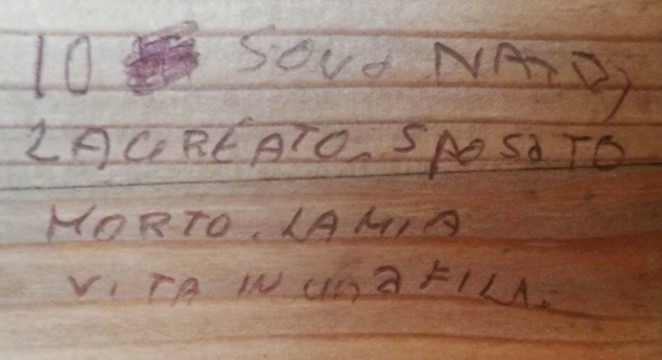 IO SONO NATO,
LAUREATO. SPOSATO
MORTO. LA MIA
VITA IN UNA FILA.